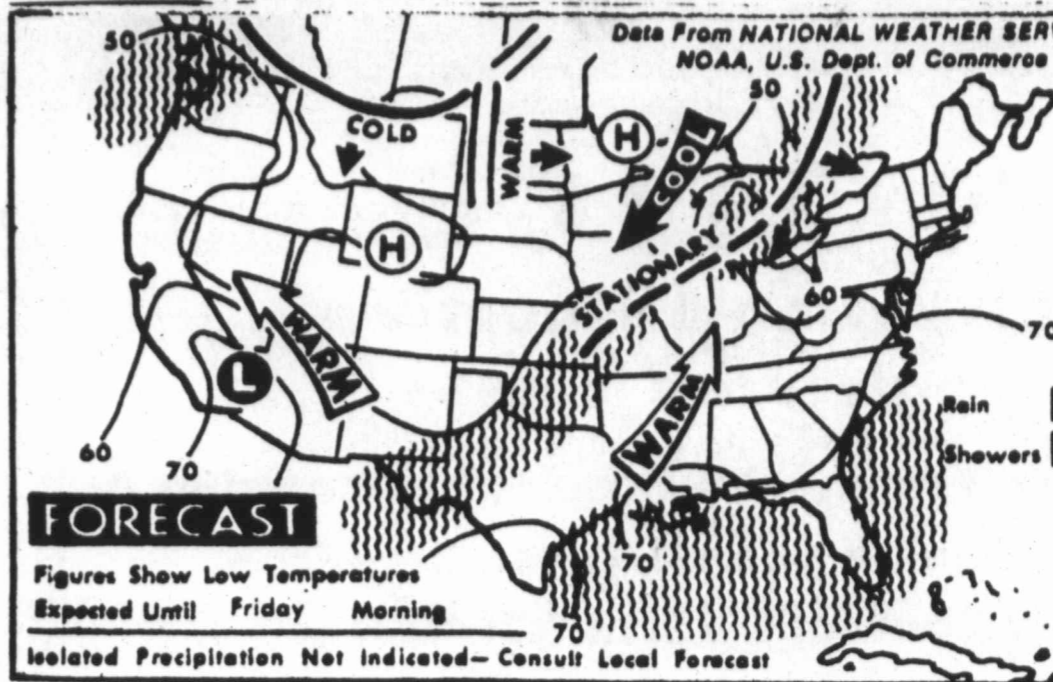 Data From NATIONAL WEATHER SER
NOAA, U.S. Dept. of Commerce
50
50
COLD
WARM
H
COOL
H
STATIONARY
60
WARM
L
WARM
70
60
70
Rain
Showers
FORECAST
70
70
Figures Show Low Temperatures
Expected Until Friday Morning
Isolated Precipitation Not Indicated— Consult Local Forecast